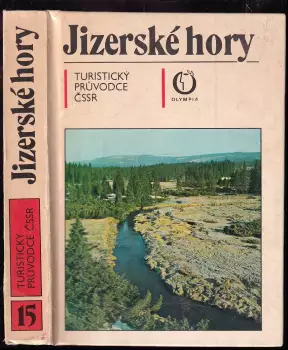 Jizerské hory
TURISTICKÝ
PRŮVODCE
ČSSR
OLYMPIA
Jizerské hory
TURISTICKÝ
PRŮVODCE ČSSR
15